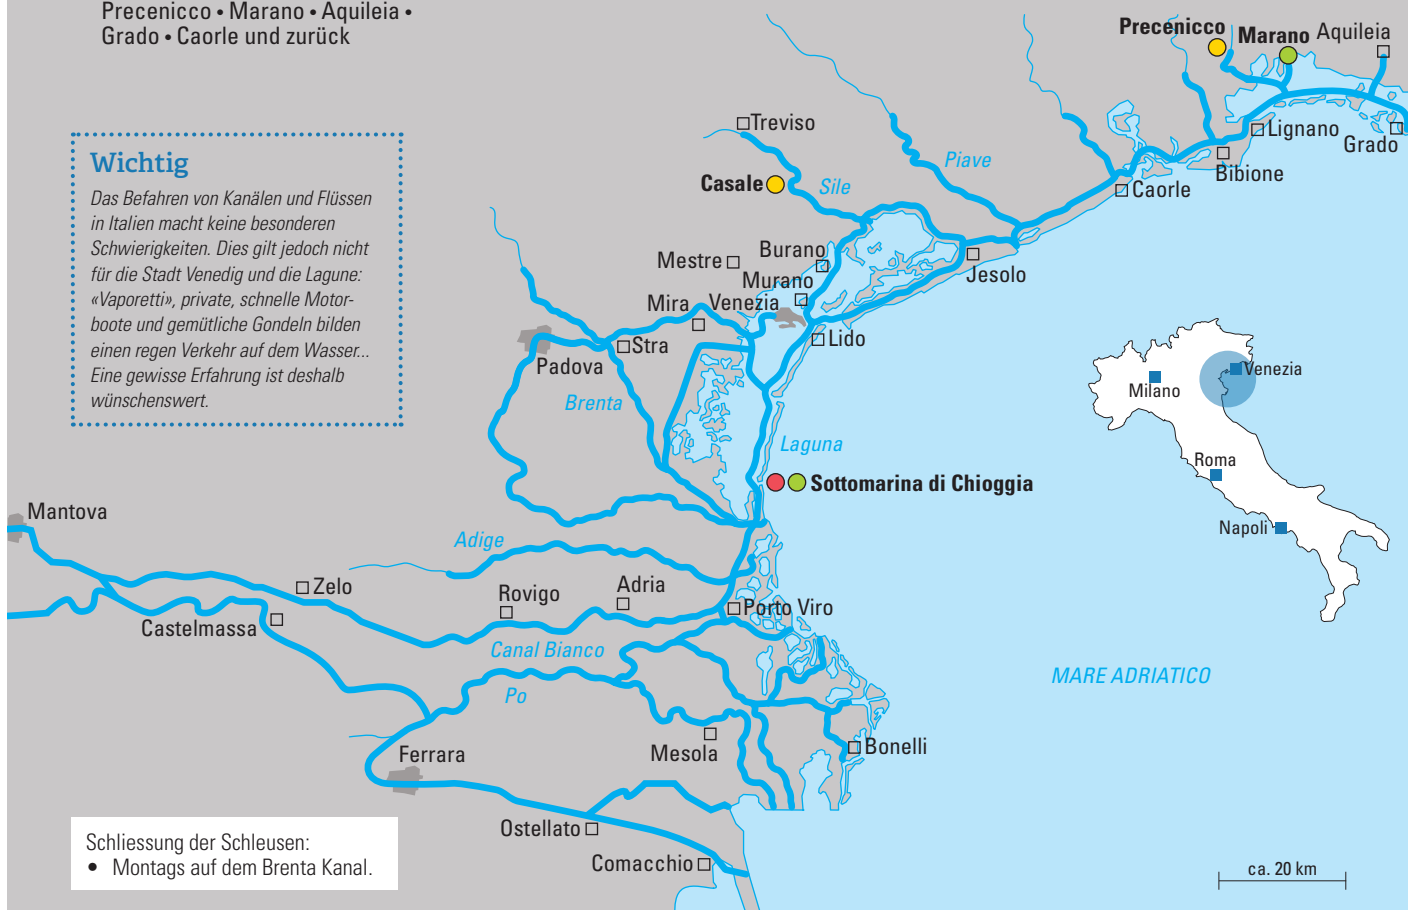 Precenicco • Marano • Aquileia •
Grado • Caorle und zurück
Wichtig
Das Befahren von Kanälen und Flüssen
in Italien macht keine besonderen
Schwierigkeiten. Dies gilt jedoch nicht
für die Stadt Venedig und die Lagune:
«Vaporetti», private, schnelle Motor-
boote und gemütliche Gondeln bilden
einen regen Verkehr auf dem Wasser...
Eine gewisse Erfahrung ist deshalb
wünschenswert.
Precenicco
Marano
Aquileia
Lignano
Grado
Bibione
Caorle
Treviso
Casale
Sile
Piave
Burano
Mestre
Murano
Jesolo
Mira
Venezia
Lido
Stra
Padova
Brenta
Laguna
Sottomarina di Chioggia
Milano
Venezia
Roma
Napoli
Mantova
Adige
Zelo
Rovigo
Adria
Porto Viro
Castelmassa
Canal Bianco
Po
MARE ADRIATICO
Ferrara
Mesola
Bonelli
Ostellato
Comacchio
Schliessung der Schleusen:
• Montags auf dem Brenta Kanal.
ca. 20 km